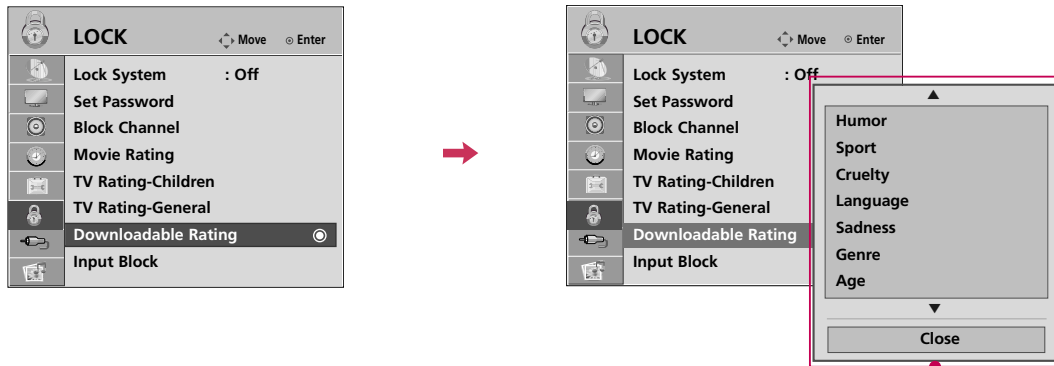 LOCK
Move Enter
Lock System : Off
Set Password
Block Channel
Movie Rating
TV Rating-Children
TV Rating-General
Downloadable Rating
Input Block
LOCK
Move Enter
Lock System : Off
Set Password
Block Channel
Movie Rating
TV Rating-Children
TV Rating-General
Downloadable Rating
Input Block
Humor
Sport
Cruelty
Language
Sadness
Genre
Age
Close